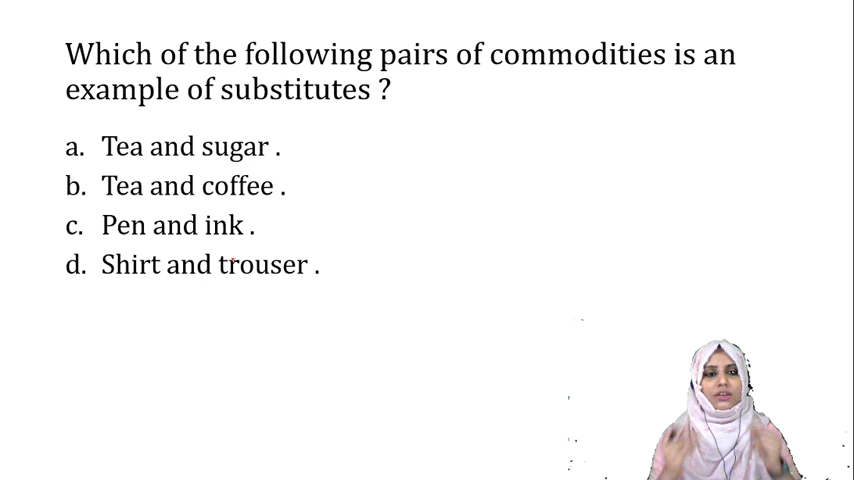 Which of the following pairs of commodities is an
example of substitutes ?
a. Tea and sugar .
b. Tea and coffee .
c. Pen and ink .
d. Shirt and trouser .